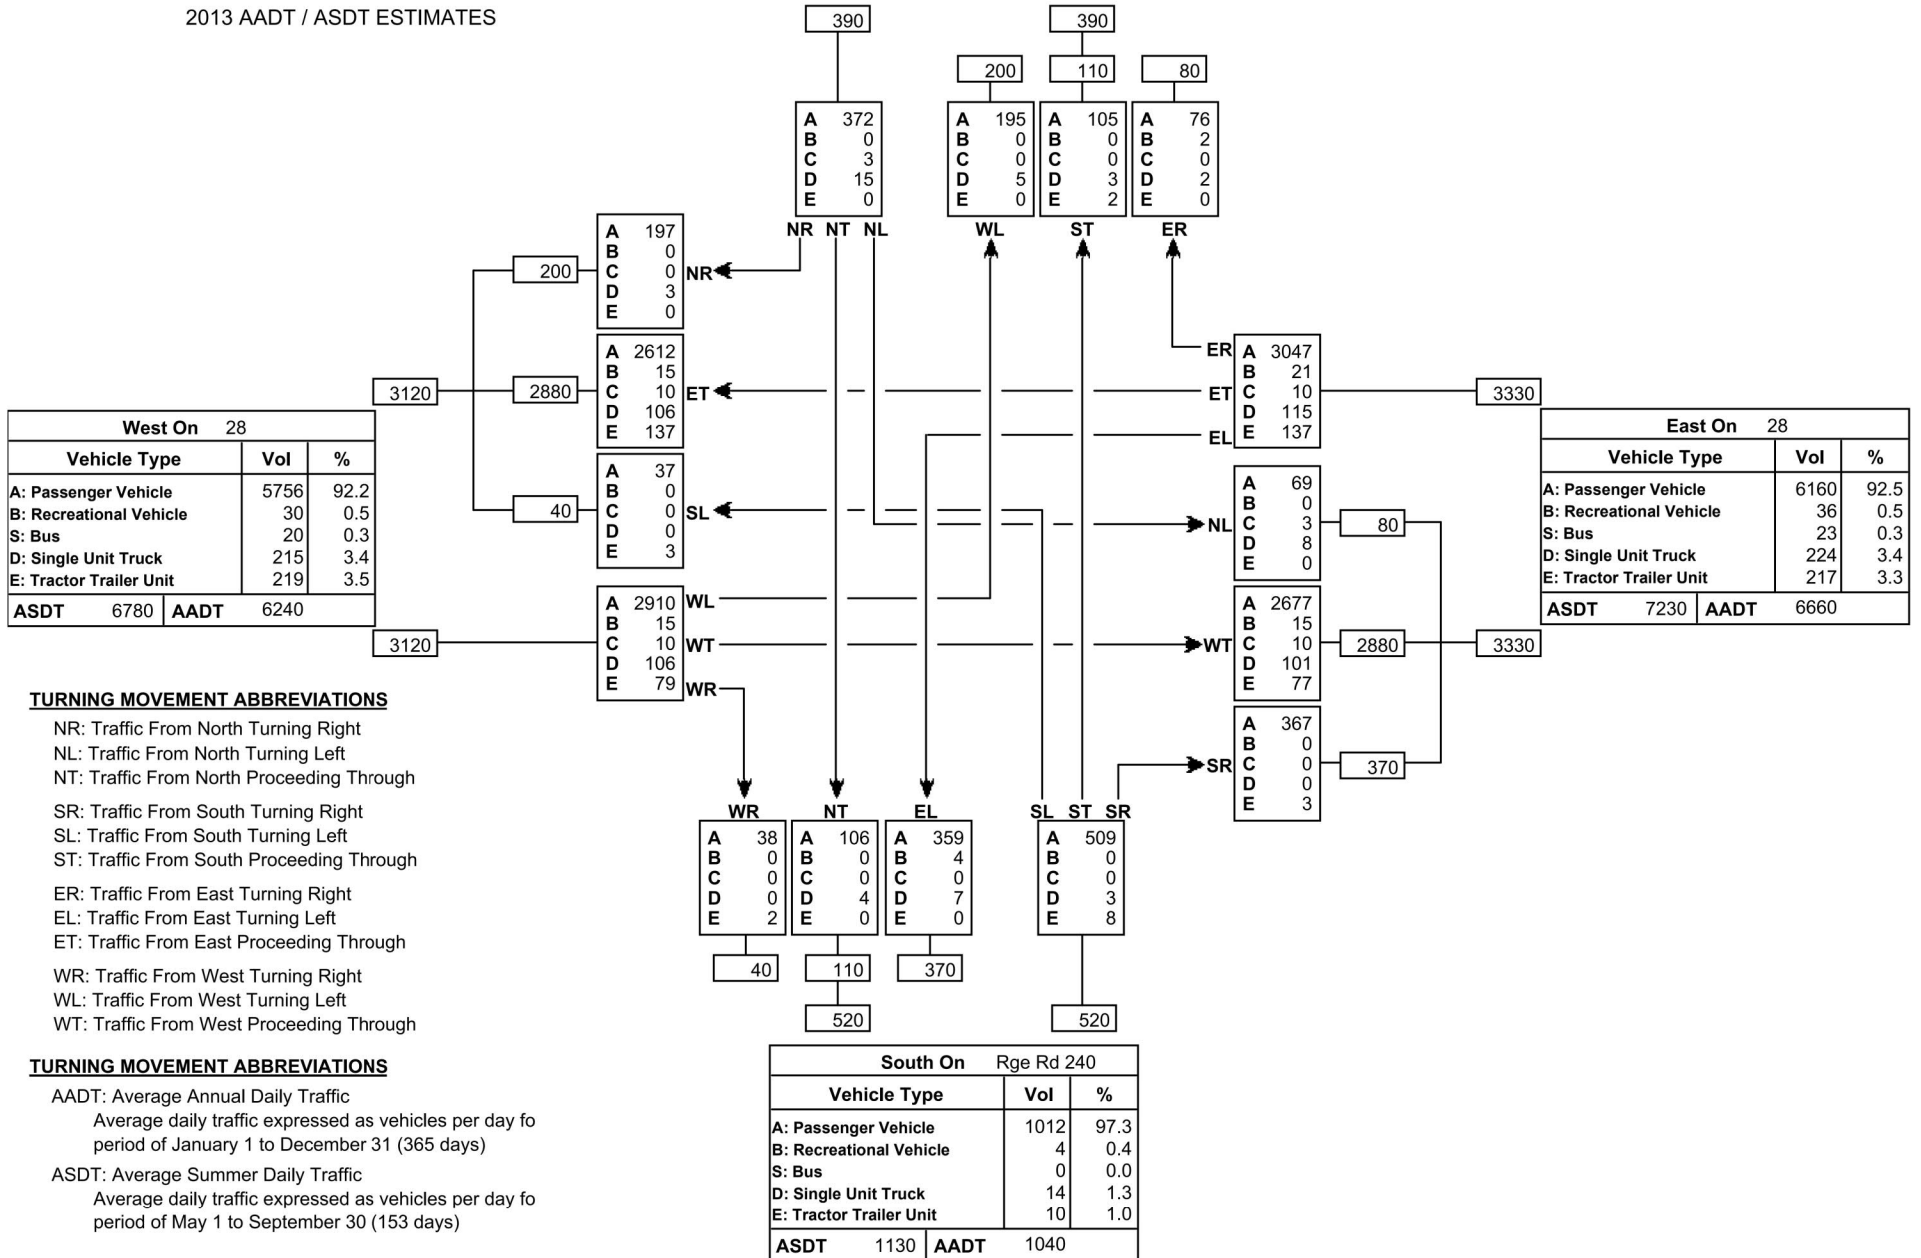 2013 AADT / ASDT ESTIMATES
390
390
200
110
80
A 372
B 0
C 3
D 15
E 0
A 195
B 0
C 0
D 5
E 0
A 105
B 0
C 0
D 3
E 2
A 76
B 2
C 0
D 2
E 0
NR NT NL
WL
ST
ER
200
A 197
B 0
C 0
D 3
E 0
NR
3120
2880
A 2612
B 15
C 10
D 106
E 137
ET
40
A 37
B 0
C 0
D 0
E 3
SL
3120
A 2910
B 15
C 10
D 106
E 79
WL
WT
WR
ER
ET
EL
A 3047
B 21
C 10
D 115
E 137
3330
NL
A 69
B 0
C 3
D 8
E 0
80
WT
A 2677
B 15
C 10
D 101
E 77
2880
3330
SR
A 367
B 0
C 0
D 0
E 3
370
West On 28
Vehicle Type Vol %
A: Passenger Vehicle 5756 92.2
B: Recreational Vehicle 30 0.5
S: Bus 20 0.3
D: Single Unit Truck 215 3.4
E: Tractor Trailer Unit 219 3.5
ASDT 6780 AADT 6240
East On 28
Vehicle Type Vol %
A: Passenger Vehicle 6160 92.5
B: Recreational Vehicle 36 0.5
S: Bus 23 0.3
D: Single Unit Truck 224 3.4
E: Tractor Trailer Unit 217 3.3
ASDT 7230 AADT 6660
WR
NT
EL
SL ST SR
A 38
B 0
C 0
D 0
E 2
A 106
B 0
C 0
D 4
E 0
A 359
B 4
C 0
D 7
E 0
A 509
B 0
C 0
D 3
E 8
40
110
370
520
520
South On Rge Rd 240
Vehicle Type Vol %
A: Passenger Vehicle 1012 97.3
B: Recreational Vehicle 4 0.4
S: Bus 0 0.0
D: Single Unit Truck 14 1.3
E: Tractor Trailer Unit 10 1.0
ASDT 1130 AADT 1040
TURNING MOVEMENT ABBREVIATIONS
NR: Traffic From North Turning Right
NL: Traffic From North Turning Left
NT: Traffic From North Proceeding Through
SR: Traffic From South Turning Right
SL: Traffic From South Turning Left
ST: Traffic From South Proceeding Through
ER: Traffic From East Turning Right
EL: Traffic From East Turning Left
ET: Traffic From East Proceeding Through
WR: Traffic From West Turning Right
WL: Traffic From West Turning Left
WT: Traffic From West Proceeding Through
TURNING MOVEMENT ABBREVIATIONS
AADT: Average Annual Daily Traffic
Average daily traffic expressed as vehicles per day fo
period of January 1 to December 31 (365 days)
ASDT: Average Summer Daily Traffic
Average daily traffic expressed as vehicles per day fo
period of May 1 to September 30 (153 days)